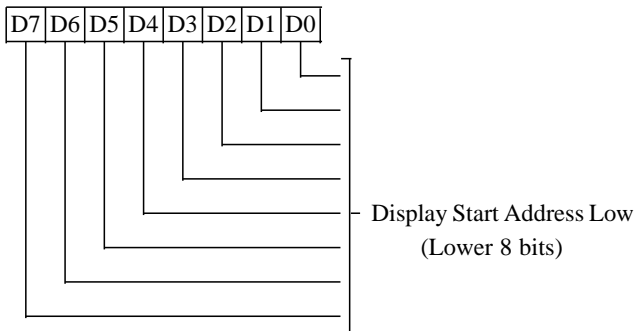 D7 D6 D5 D4 D3 D2 D1 D0
Display Start Address Low
(Lower 8 bits)